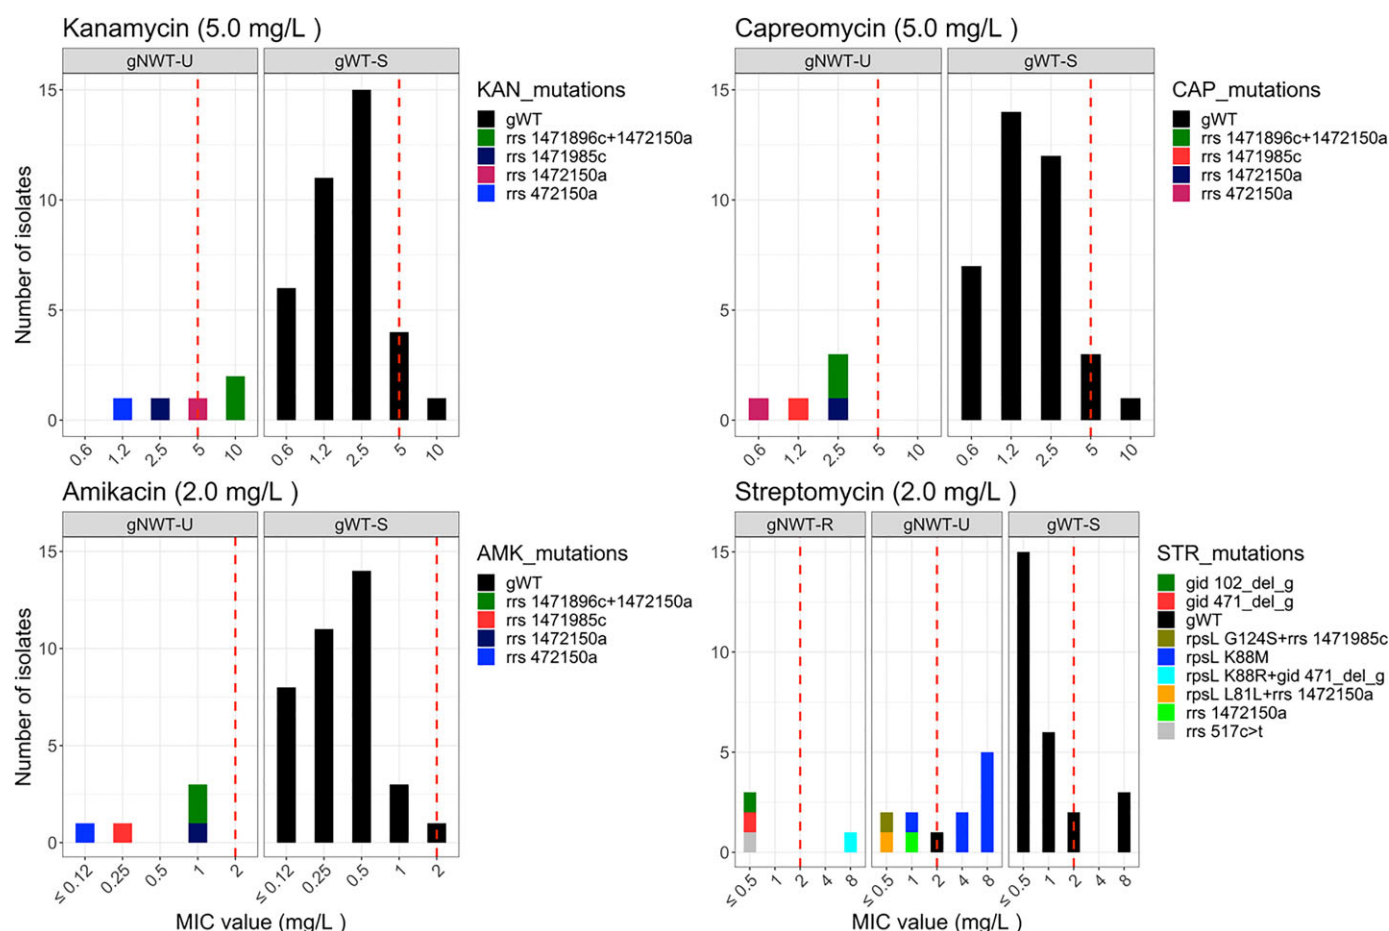 Kanamycin (5.0 mg/L )
gNWT-U
gWT-S
15
10
5
0
Number of isolates
0.6
1.2
2.5
5
10
0.6
1.2
2.5
5
10
KAN_mutations
gWT
rrs 1471896c+1472150a
rrs 1471985c
rrs 1472150a
rrs 472150a
Capreomycin (5.0 mg/L )
gNWT-U
gWT-S
15
10
5
0
0.6
1.2
2.5
5
10
0.6
1.2
2.5
5
10
CAP_mutations
gWT
rrs 1471896c+1472150a
rrs 1471985c
rrs 1472150a
rrs 472150a
Amikacin (2.0 mg/L )
gNWT-U
gWT-S
15
10
5
0
Number of isolates
≤ 0.12
0.25
0.5
1
2
≤ 0.12
0.25
0.5
1
2
MIC value (mg/L )
AMK_mutations
gWT
rrs 1471896c+1472150a
rrs 1471985c
rrs 1472150a
rrs 472150a
Streptomycin (2.0 mg/L )
gNWT-R
gNWT-U
gWT-S
15
10
5
0
≤ 0.5
1
2
4
8
≤ 0.5
1
2
4
8
≤ 0.5
1
2
4
8
MIC value (mg/L )
STR_mutations
gid 102_del_g
gid 471_del_g
gWT
rpsL G124S+rrs 1471985c
rpsL K88M
rpsL K88R+gid 471_del_g
rpsL L81L+rrs 1472150a
rrs 1472150a
rrs 517c>t